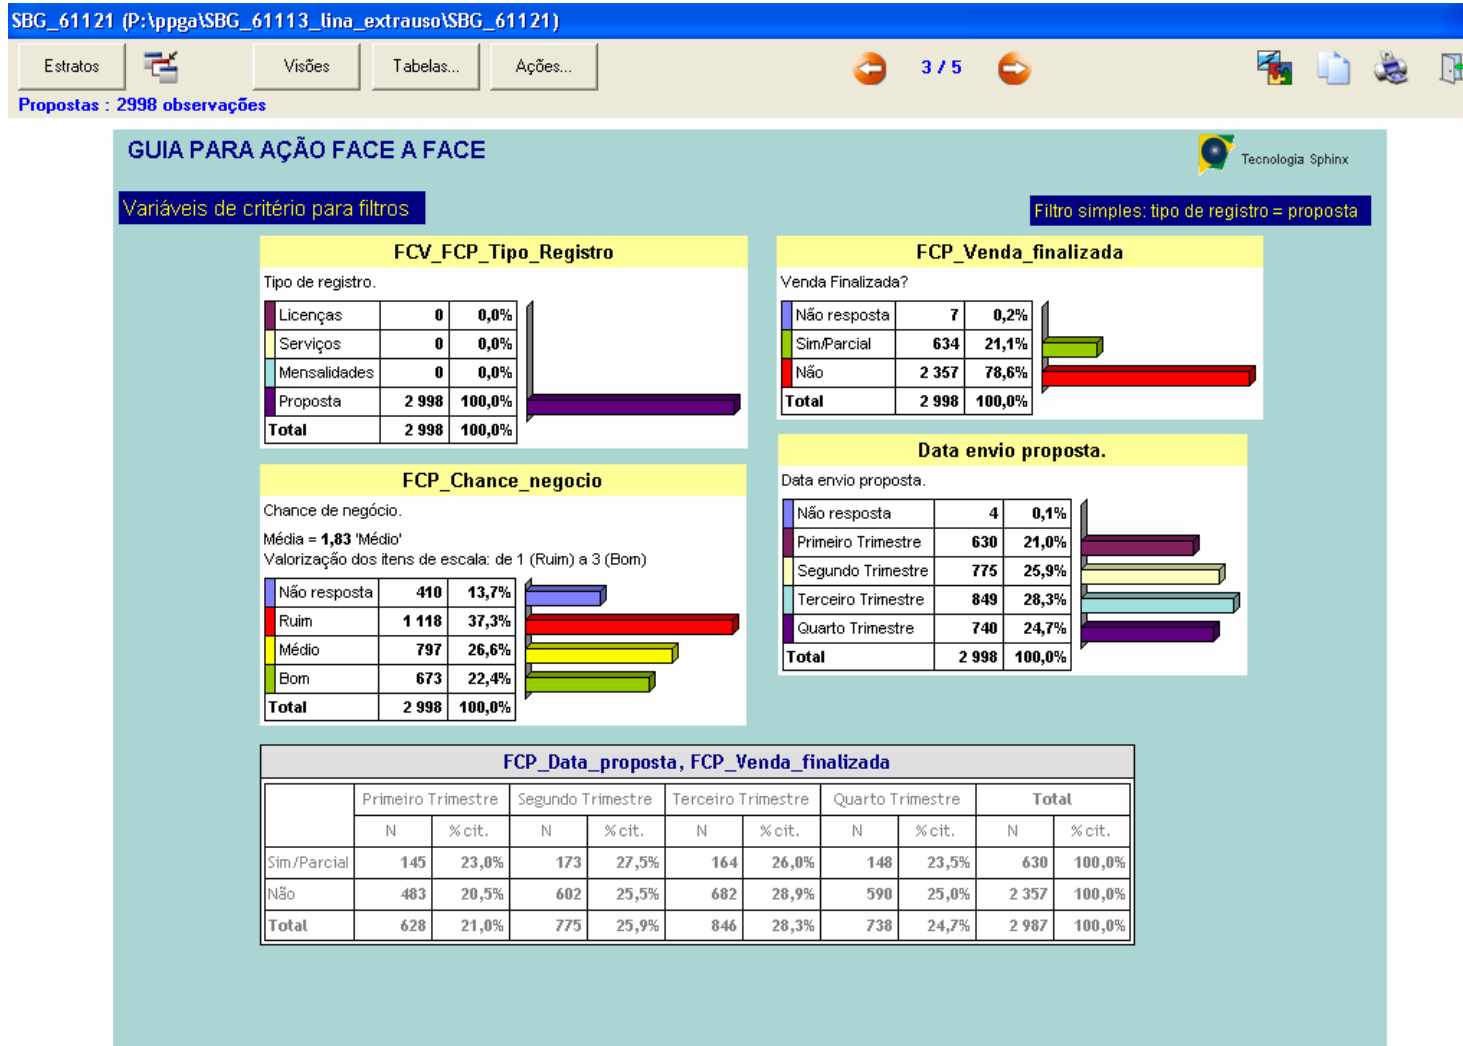 SBG_61121 (P:\ppga\SBG_61113_lina_extrauso\SBG_61121)
Estratos Visões Tabelas... Ações... 3 / 5
Propostas : 2998 observações
GUIA PARA AÇÃO FACE A FACE
Tecnologia Sphinx
Variáveis de critério para filtros
Filtro simples: tipo de registro = proposta
FCV_FCP_Tipo_Registro
Tipo de registro.
Licenças 0 0,0%
Serviços 0 0,0%
Mensalidades 0 0,0%
Proposta 2 998 100,0%
Total 2 998 100,0%
FCP_Venda_finalizada
Venda Finalizada?
Não resposta 7 0,2%
Sim/Parcial 634 21,1%
Não 2 357 78,6%
Total 2 998 100,0%
FCP_Chance_negocio
Chance de negócio.
Média = 1,83 'Médio'
Valorização dos itens de escala: de 1 (Ruim) a 3 (Bom)
Não resposta 410 13,7%
Ruim 1 118 37,3%
Médio 797 26,6%
Bom 673 22,4%
Total 2 998 100,0%
Data envio proposta.
Data envio proposta.
Não resposta 4 0,1%
Primeiro Trimestre 630 21,0%
Segundo Trimestre 775 25,9%
Terceiro Trimestre 849 28,3%
Quarto Trimestre 740 24,7%
Total 2 998 100,0%
FCP_Data_proposta, FCP_Venda_finalizada
Primeiro Trimestre Segundo Trimestre Terceiro Trimestre Quarto Trimestre Total
N % cit. N % cit. N % cit. N % cit. N % cit.
Sim/Parcial 145 23,0% 173 27,5% 164 26,0% 148 23,5% 630 100,0%
Não 483 20,5% 602 25,5% 682 28,9% 590 25,0% 2 357 100,0%
Total 628 21,0% 775 25,9% 846 28,3% 738 24,7% 2 987 100,0%